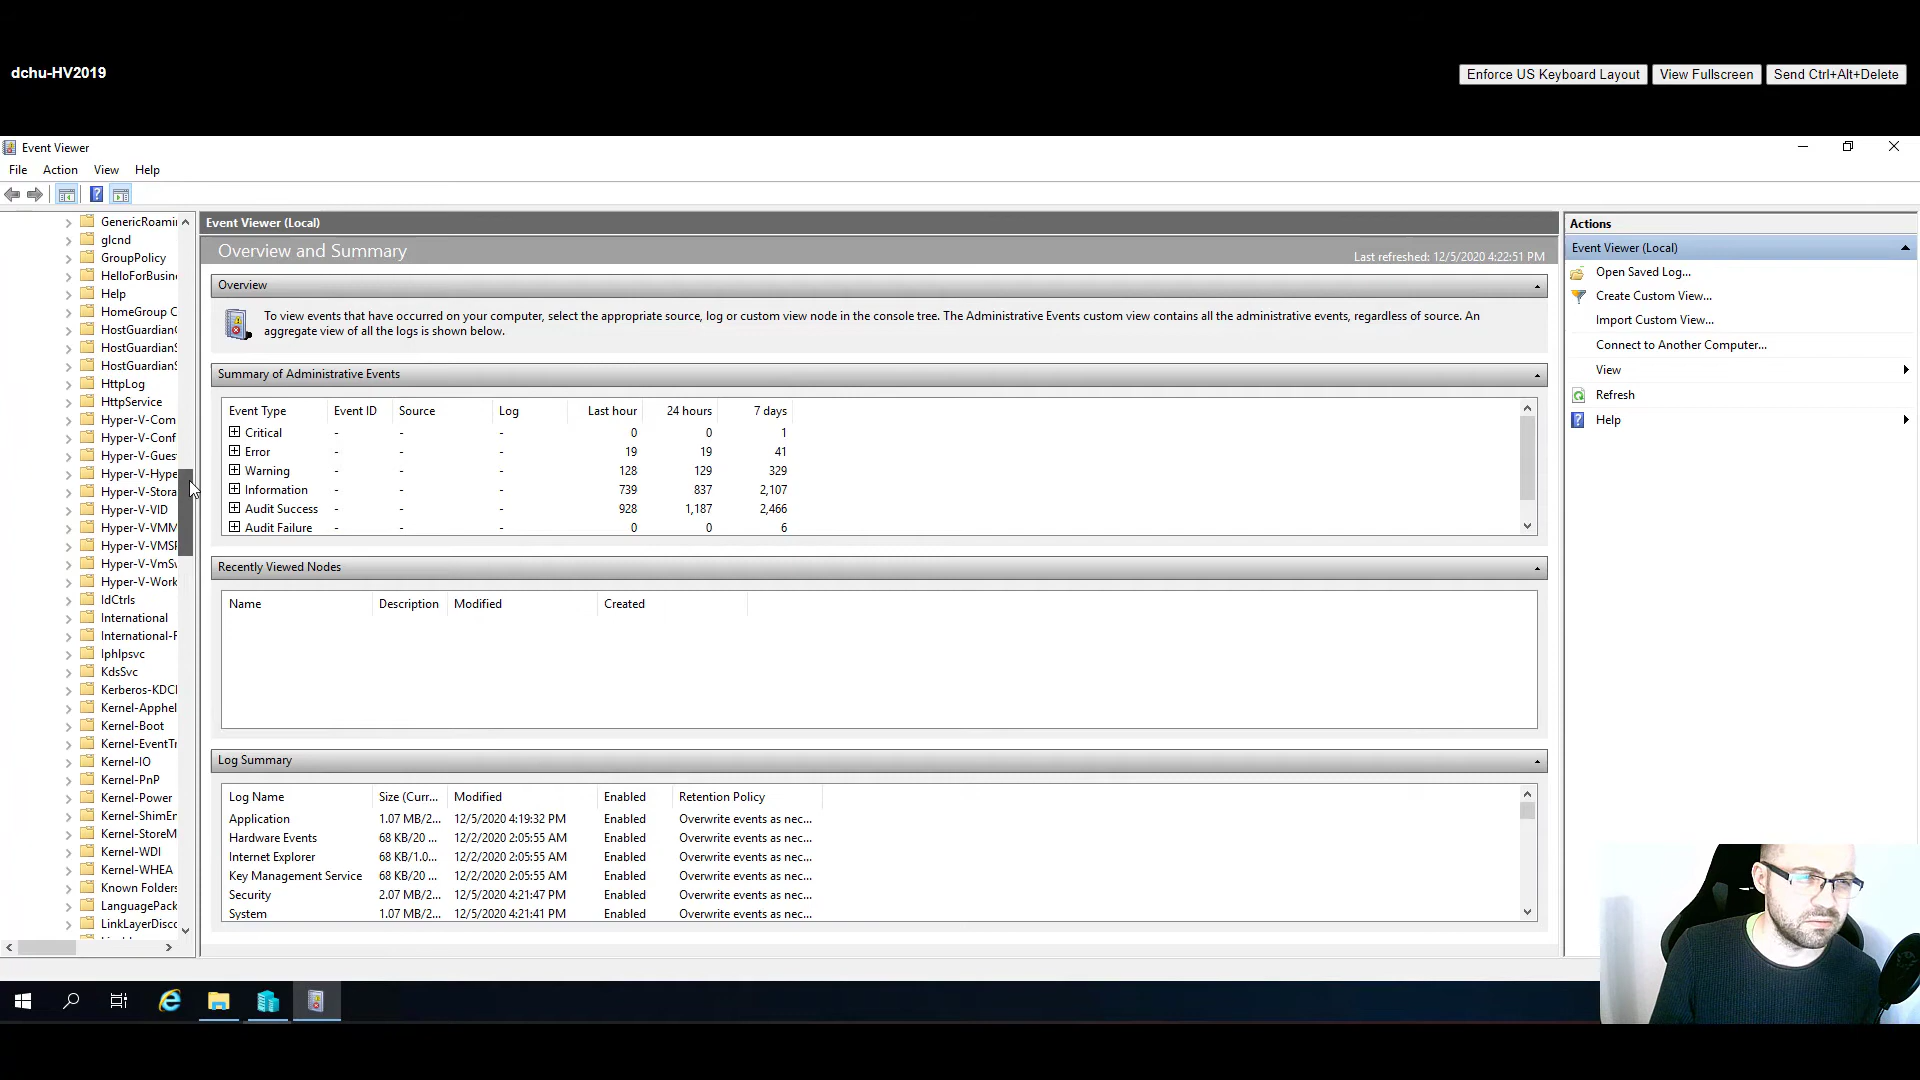 dchu-HV2019
Enforce US Keyboard Layout
View Fullscreen
Send Ctrl+Alt+Delete
Event Viewer
File Action View Help
GenericRoami
glcnd
GroupPolicy
HelloForBusin
Help
HomeGroup C
HostGuardian
HostGuardianS
HostGuardianS
HttpLog
HttpService
Hyper-V-Com
Hyper-V-Conf
Hyper-V-Gues
Hyper-V-Hype
Hyper-V-Stora
Hyper-V-VID
Hyper-V-VMM
Hyper-V-VMSP
Hyper-V-VmSw
Hyper-V-Work
IdCtrls
International
International-R
Iphlpsvc
KdsSvc
Kerberos-KDC
Kernel-Apphel
Kernel-Boot
Kernel-EventTr
Kernel-IO
Kernel-PnP
Kernel-Power
Kernel-ShimEn
Kernel-StoreM
Kernel-WDI
Kernel-WHEA
Known Folders
LanguagePack
LinkLayerDisco
Event Viewer (Local)
Overview and Summary
Last refreshed: 12/5/2020 4:22:51 PM
Overview
To view events that have occurred on your computer, select the appropriate source, log or custom view node in the console tree. The Administrative Events custom view contains all the administrative events, regardless of source. An
aggregate view of all the logs is shown below.
Summary of Administrative Events
Event Type Event ID Source Log Last hour 24 hours 7 days
Critical - - - 0 0 1
Error - - - 19 19 41
Warning - - - 128 129 329
Information - - - 739 837 2,107
Audit Success - - - 928 1,187 2,466
Audit Failure - - - 0 0 6
Recently Viewed Nodes
Name Description Modified Created
Log Summary
Log Name Size (Curr... Modified Enabled Retention Policy
Application 1.07 MB/2... 12/5/2020 4:19:32 PM Enabled Overwrite events as nec...
Hardware Events 68 KB/20 ... 12/2/2020 2:05:55 AM Enabled Overwrite events as nec...
Internet Explorer 68 KB/1.0... 12/2/2020 2:05:55 AM Enabled Overwrite events as nec...
Key Management Service 68 KB/20 ... 12/2/2020 2:05:55 AM Enabled Overwrite events as nec...
Security 2.07 MB/2... 12/5/2020 4:21:47 PM Enabled Overwrite events as nec...
System 1.07 MB/2... 12/5/2020 4:21:41 PM Enabled Overwrite events as nec...
Actions
Event Viewer (Local)
Open Saved Log...
Create Custom View...
Import Custom View...
Connect to Another Computer...
View
Refresh
Help